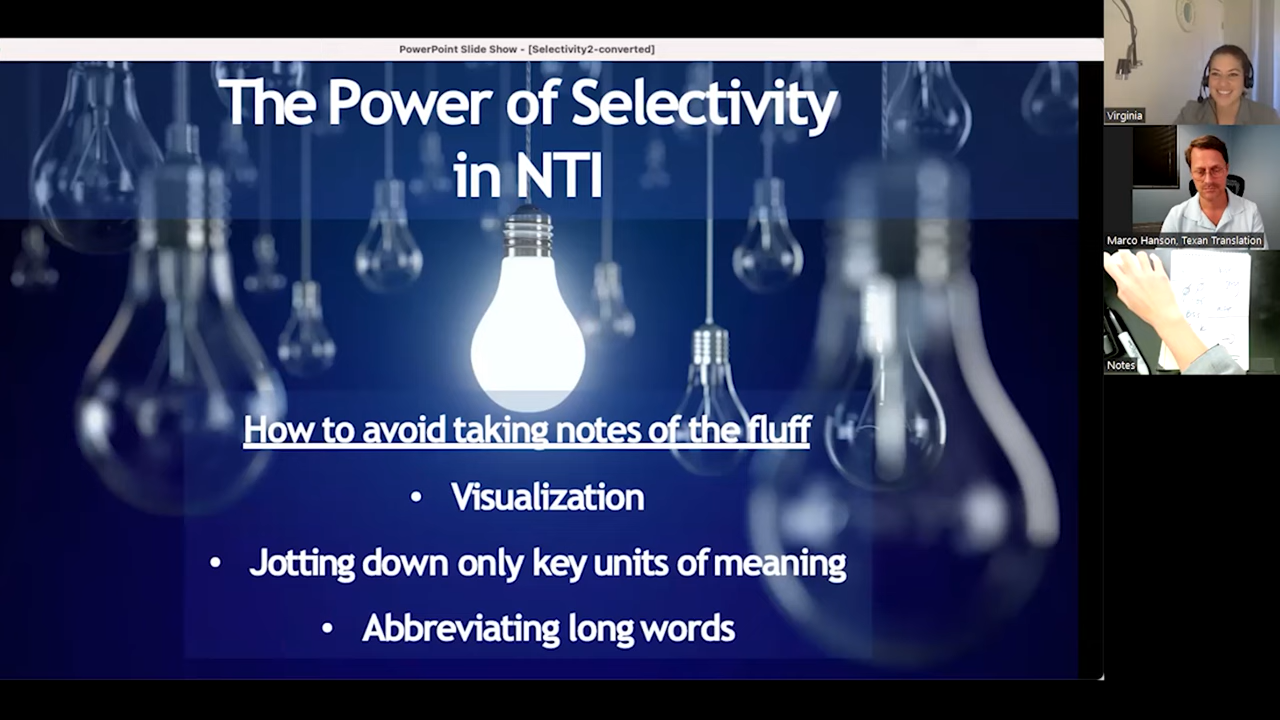 PowerPoint Slide Show - [Selectivity2-converted]
The Power of Selectivity
in NTI
How to avoid taking notes of the fluff
• Visualization
• Jotting down only key units of meaning
• Abbreviating long words
Virginia
Marco Hanson, Texan Translation
Notes